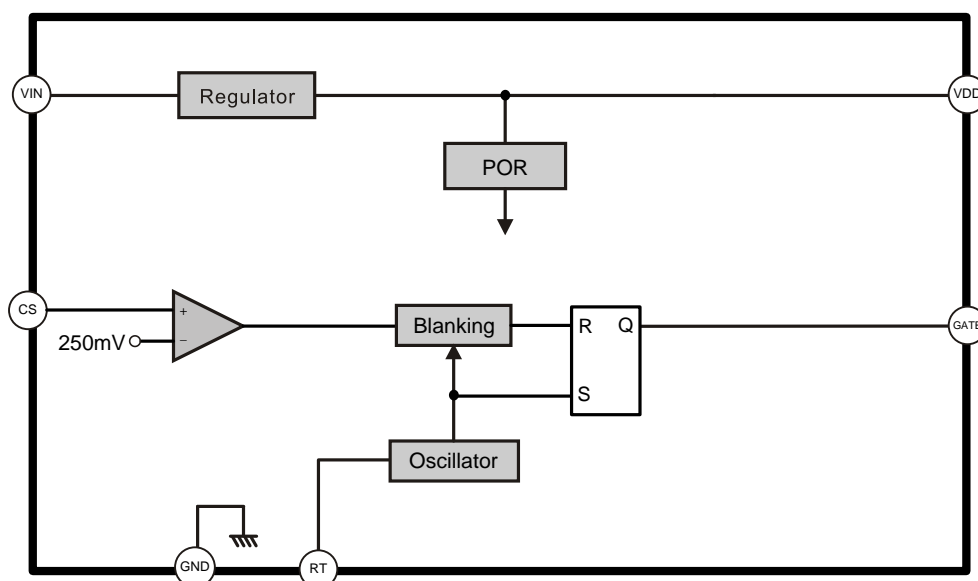 VIN
Regulator
VDD
POR
CS
+
250mV
−
Blanking
R
Q
GATE
S
Oscillator
GND
RT